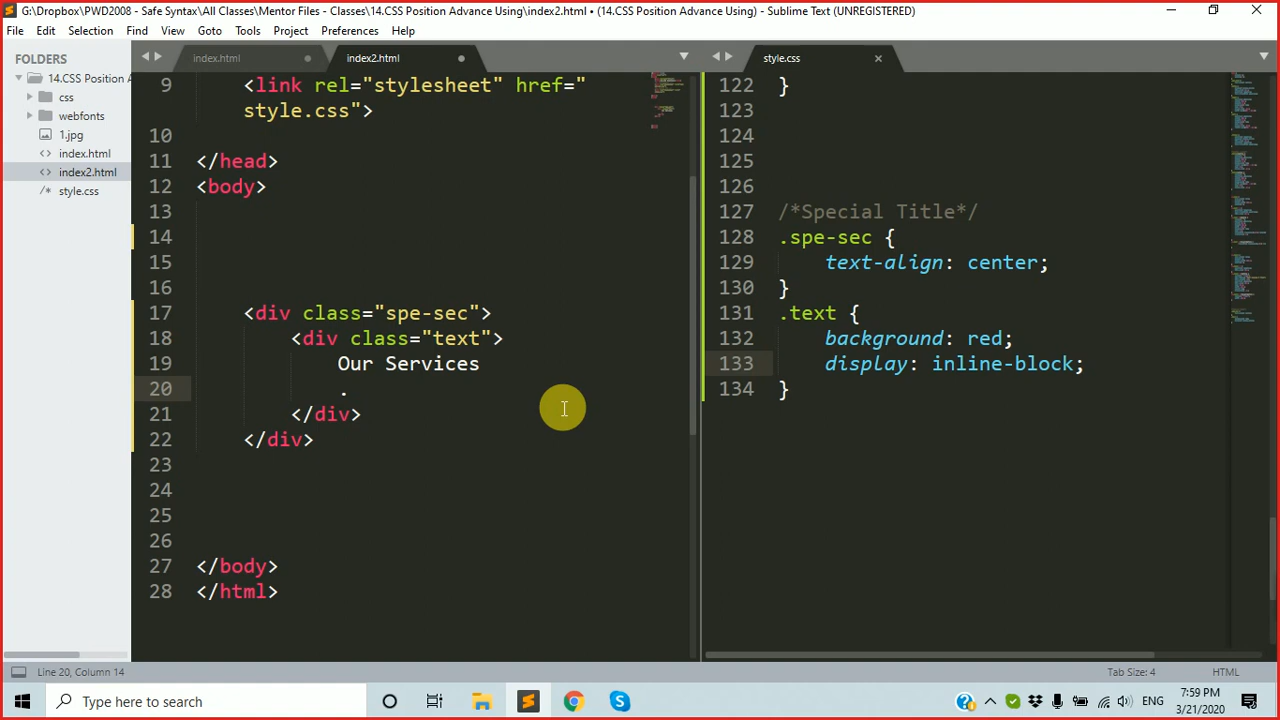 G:\Dropbox\PWD2008 - Safe Syntax\All Classes\Mentor Files - Classes\14.CSS Position Advance Using\index2.html • (14.CSS Position Advance Using) - Sublime Text (UNREGISTERED)
File Edit Selection Find View Goto Tools Project Preferences Help
FOLDERS
14.CSS Position A
css
webfonts
1.jpg
index.html
index2.html
style.css
index.html
index2.html
9 <link rel="stylesheet" href="
style.css">
10
11 </head>
12 <body>
13
14
15
16
17 <div class="spe-sec">
18 <div class="text">
19 Our Services
20 .
21 </div>
22 </div>
23
24
25
26
27 </body>
28 </html>
style.css
122 }
123
124
125
126
127 /*Special Title*/
128 .spe-sec {
129 text-align: center;
130 }
131 .text {
132 background: red;
133 display: inline-block;
134 }
Line 20, Column 14
Tab Size: 4
HTML
Type here to search
ENG
7:59 PM
3/21/2020